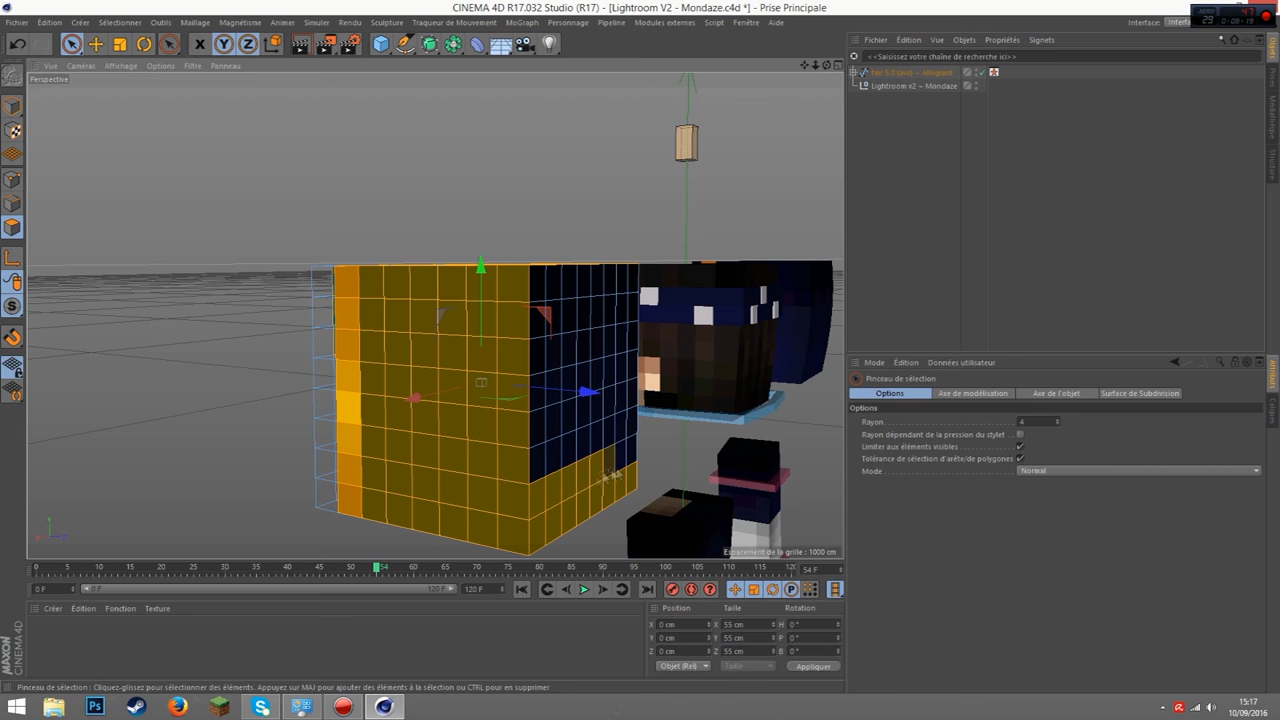 CINEMA 4D R17.032 Studio (R17) - [Lightroom V2 - Mondaze.c4d *] - Prise Principale
Fichier Édition Créer Sélectionner Outils Maillage Magnétisme Animer Simuler Rendu Sculpture Traqueur de Mouvement MoGraph Personnage Pipeline Modules externes Script Fenêtre Aide
Interface:
47
29
X Y Z
Vue Caméras Affichage Options Filtre Panneau
Perspective
Fichier Édition Vue Objets Propriétés Signets
<<Saisissez votre chaîne de recherche ici>>
Lightroom v2 - Mondaze
Objets
Structure
Mode Édition Données utilisateur
Pinceau de sélection
Options Axe de modélisation Axe de l'objet Surface de Subdivision
Options
Rayon. 4
Rayon dépendant de la pression du stylet
Limiter aux éléments visibles
Tolérance de sélection d'arête/de polygones
Mode Normal
Attributs
Espacement de la grille : 1000 cm
0 5 10 15 20 25 30 35 40 45 50 54 60 65 70 75 80 85 90 95 100 105 110 115 120
54 F
0 F 0 F 120 F 120 F
Créer Édition Fonction Texture
Position Taille Rotation
X 0 cm X 55 cm H 0 °
Y 0 cm Y 55 cm P 0 °
Z 0 cm Z 55 cm B 0 °
Objet (Rel) Taille Appliquer
MAXON
CINEMA 4D
Pinceau de sélection : Cliquez-glissez pour sélectionner des éléments. Appuyez sur MAJ pour ajouter des éléments à la sélection ou CTRL pour en supprimer
15:17
10/09/2016